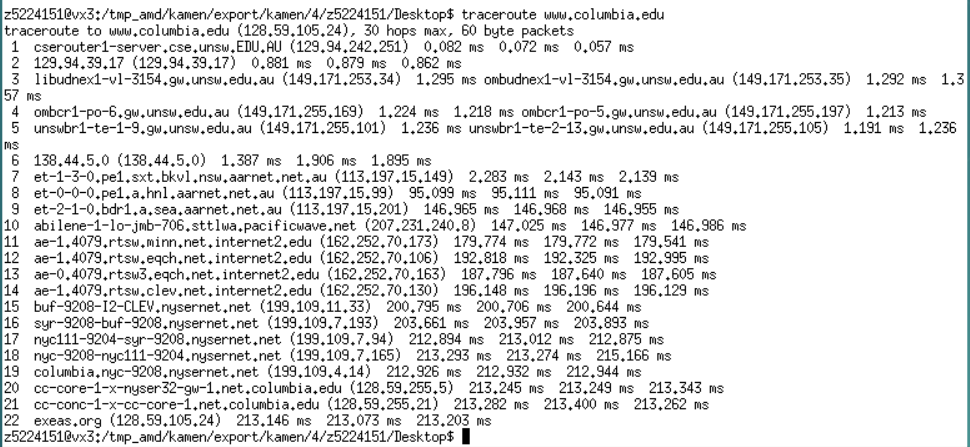 z5224151@vx3:/tmp_amd/kamen/export/kamen/4/z5224151/Desktop$ traceroute www.columbia.edu
traceroute to www.columbia.edu (128.59.105.24), 30 hops max, 60 byte packets
1 cserouter1-server.cse.unsw.EDU.AU (129.94.242.251) 0.082 ms 0.072 ms 0.057 ms
2 129.94.39.17 (129.94.39.17) 0.881 ms 0.879 ms 0.862 ms
3 libudnex1-vl-3154.gw.unsw.edu.au (149.171.253.34) 1.295 ms ombudnex1-vl-3154.gw.unsw.edu.au (149.171.253.35) 1.292 ms 1.3
57 ms
4 ombcr1-po-6.gw.unsw.edu.au (149.171.255.169) 1.224 ms 1.218 ms ombcr1-po-5.gw.unsw.edu.au (149.171.255.197) 1.213 ms
5 unswbr1-te-1-9.gw.unsw.edu.au (149.171.255.101) 1.236 ms unswbr1-te-2-13.gw.unsw.edu.au (149.171.255.105) 1.191 ms 1.236
ms
6 138.44.5.0 (138.44.5.0) 1.387 ms 1.906 ms 1.895 ms
7 et-1-3-0.pe1.sxt.bkvl.nsw.aarnet.net.au (113.197.15.149) 2.283 ms 2.143 ms 2.139 ms
8 et-0-0-0.pe1.a.hnl.aarnet.net.au (113.197.15.99) 95.099 ms 95.111 ms 95.091 ms
9 et-2-1-0.bdr1.a.sea.aarnet.net.au (113.197.15.201) 146.965 ms 146.968 ms 146.955 ms
10 abilene-1-lo-jmb-706.sttlwa.pacificwave.net (207.231.240.8) 147.025 ms 146.977 ms 146.986 ms
11 ae-1.4079.rtsw.minn.net.internet2.edu (162.252.70.173) 179.774 ms 179.772 ms 179.541 ms
12 ae-1.4079.rtsw.eqch.net.internet2.edu (162.252.70.106) 192.818 ms 192.325 ms 192.995 ms
13 ae-0.4079.rtsw3.eqch.net.internet2.edu (162.252.70.163) 187.796 ms 187.640 ms 187.605 ms
14 ae-1.4079.rtsw.clev.net.internet2.edu (162.252.70.130) 196.148 ms 196.196 ms 196.129 ms
15 buf-9208-I2-CLEV.nysernet.net (199.109.11.33) 200.795 ms 200.706 ms 200.644 ms
16 syr-9208-buf-9208.nysernet.net (199.109.7.193) 203.661 ms 203.957 ms 203.893 ms
17 nyc111-9204-syr-9208.nysernet.net (199.109.7.94) 212.894 ms 213.012 ms 212.875 ms
18 nyc-9208-nyc111-9204.nysernet.net (199.109.7.165) 213.293 ms 213.274 ms 215.166 ms
19 columbia.nyc-9208.nysernet.net (199.109.4.14) 212.926 ms 212.932 ms 212.944 ms
20 cc-core-1-x-nyser32-gw-1.net.columbia.edu (128.59.255.5) 213.245 ms 213.249 ms 213.343 ms
21 cc-conc-1-x-cc-core-1.net.columbia.edu (128.59.255.21) 213.282 ms 213.400 ms 213.262 ms
22 exeas.org (128.59.105.24) 213.146 ms 213.073 ms 213.203 ms
z5224151@vx3:/tmp_amd/kamen/export/kamen/4/z5224151/Desktop$